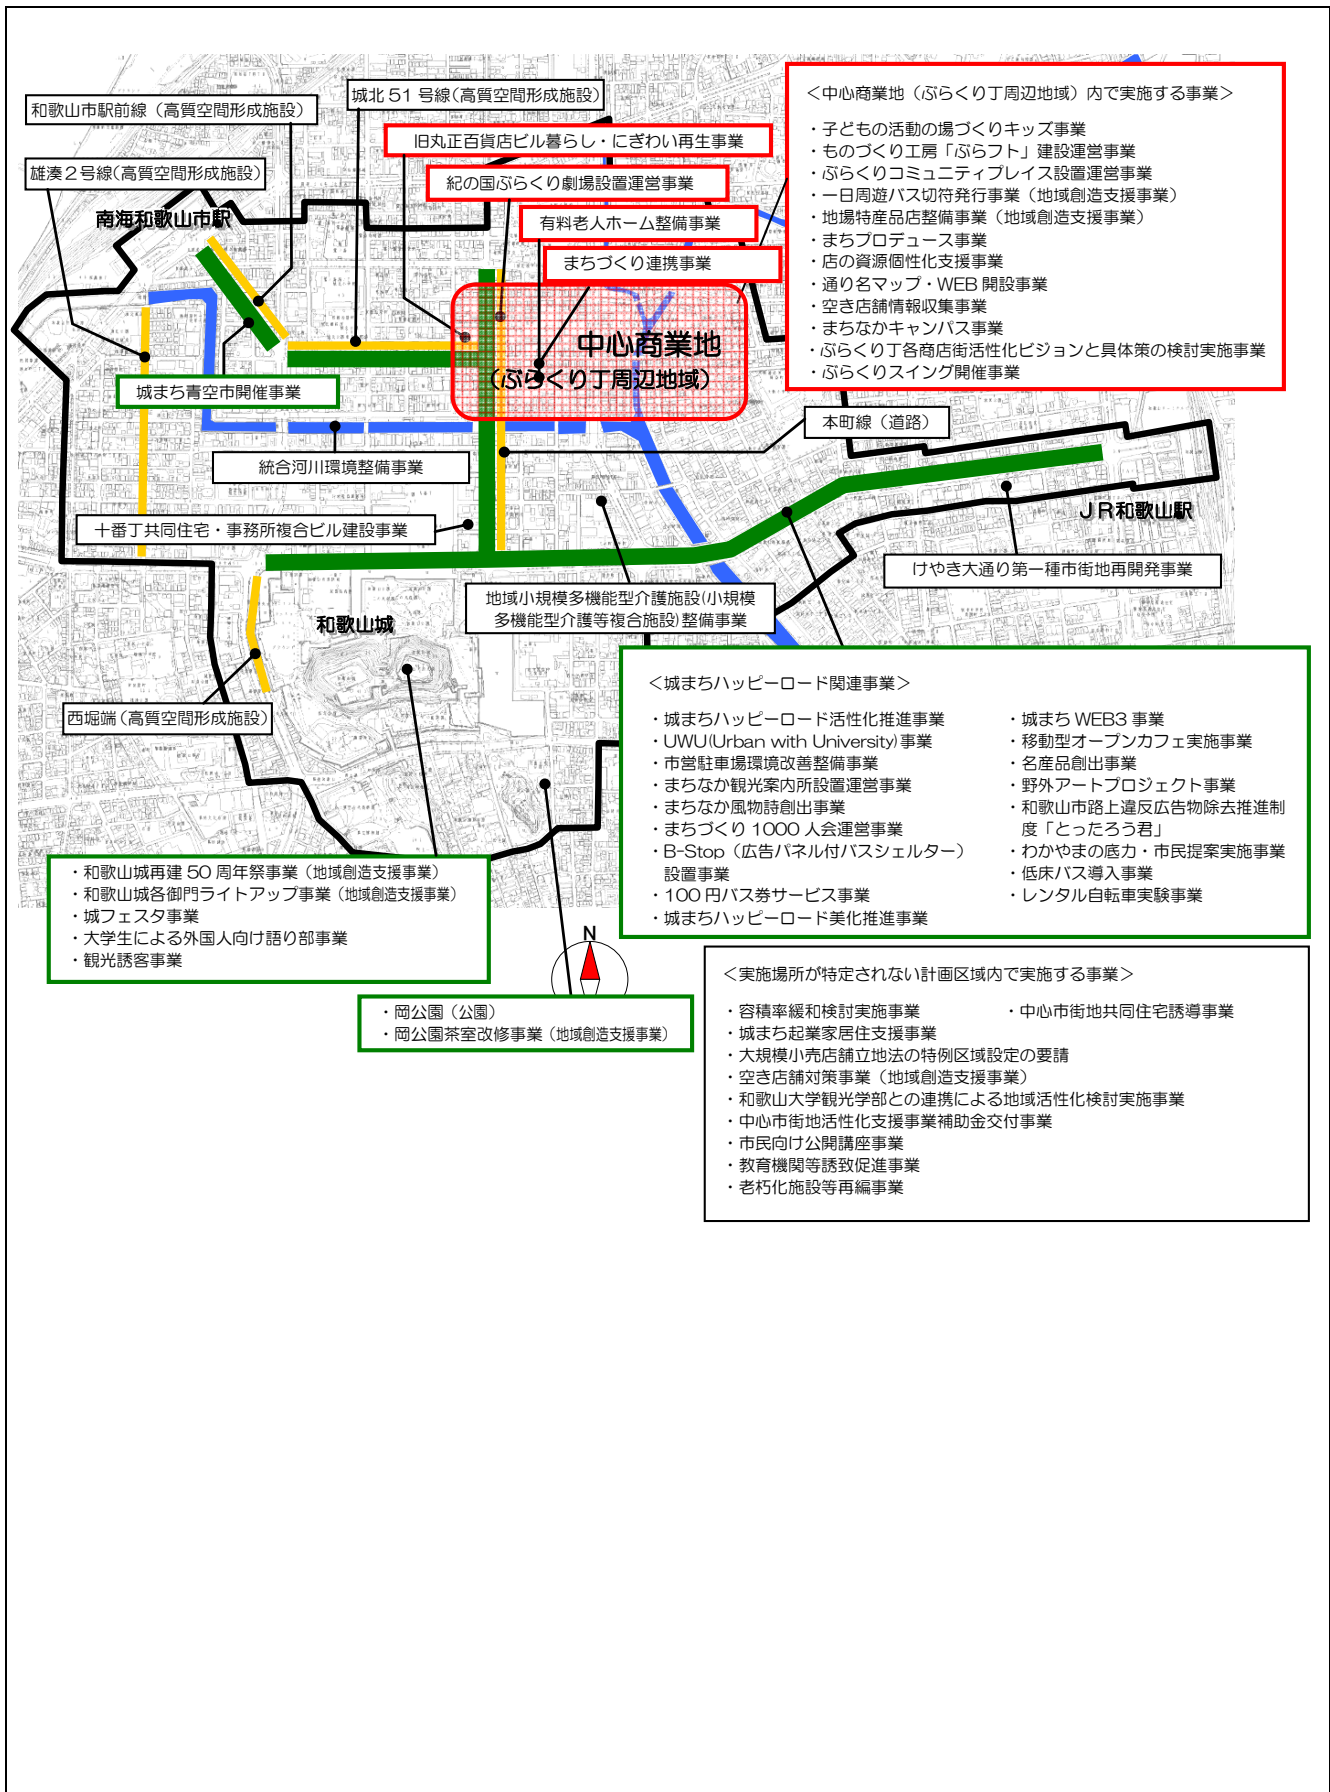 城北 51 号線(高質空間形成施設)
和歌山市駅前線(高質空間形成施設)
旧丸正百貨店ビル暮らし・にぎわい再生事業
雄湊2号線(高質空間形成施設)
紀の国ぶらくり劇場設置運営事業
南海和歌山市駅
有料老人ホーム整備事業
まちづくり連携事業
<中心商業地(ぶらくり丁周辺地域)内で実施する事業>
・子どもの活動の場づくりキッズ事業
・ものづくり工房「ぶらフト」建設運営事業
・ぶらくりコミュニティプレイス設置運営事業
・一日周遊バス切符発行事業(地域創造支援事業)
・地場特産品店整備事業(地域創造支援事業)
・まちプロデュース事業
・店の資源個性化支援事業
・通り名マップ・WEB 開設事業
・空き店舗情報収集事業
・まちなかキャンパス事業
・ぶらくり丁各商店街活性化ビジョンと具体策の検討実施事業
・ぶらくりスイング開催事業
中心商業地
(ぶらくり丁周辺地域)
城まち青空市開催事業
本町線(道路)
統合河川環境整備事業
JR和歌山駅
十番丁共同住宅・事務所複合ビル建設事業
けやき大通り第一種市街地再開発事業
地域小規模多機能型介護施設(小規模
多機能型介護等複合施設)整備事業
和歌山城
西堀端(高質空間形成施設)
<城まちハッピーロード関連事業>
・城まちハッピーロード活性化推進事業
・UWU(Urban with University)事業
・市営駐車場環境改善整備事業
・まちなか観光案内所設置運営事業
・まちなか風物詩創出事業
・まちづくり 1000 人会運営事業
・B-Stop(広告パネル付バスシェルター)
設置事業
・100 円バス券サービス事業
・城まちハッピーロード美化推進事業
・城まち WEB3 事業
・移動型オープンカフェ実施事業
・名産品創出事業
・野外アートプロジェクト事業
・和歌山市路上違反広告物除去推進制
度「とったろう君」
・わかやまの底力・市民提案実施事業
・低床バス導入事業
・レンタル自転車実験事業
・和歌山城再建 50 周年祭事業(地域創造支援事業)
・和歌山城各御門ライトアップ事業(地域創造支援事業)
・城フェスタ事業
・大学生による外国人向け語り部事業
・観光誘客事業
N
・岡公園(公園)
・岡公園茶室改修事業(地域創造支援事業)
<実施場所が特定されない計画区域内で実施する事業>
・容積率緩和検討実施事業
・中心市街地共同住宅誘導事業
・城まち起業家居住支援事業
・大規模小売店舗立地法の特例区域設定の要請
・空き店舗対策事業(地域創造支援事業)
・和歌山大学観光学部との連携による地域活性化検討実施事業
・中心市街地活性化支援事業補助金交付事業
・市民向け公開講座事業
・教育機関等誘致促進事業
・老朽化施設等再編事業